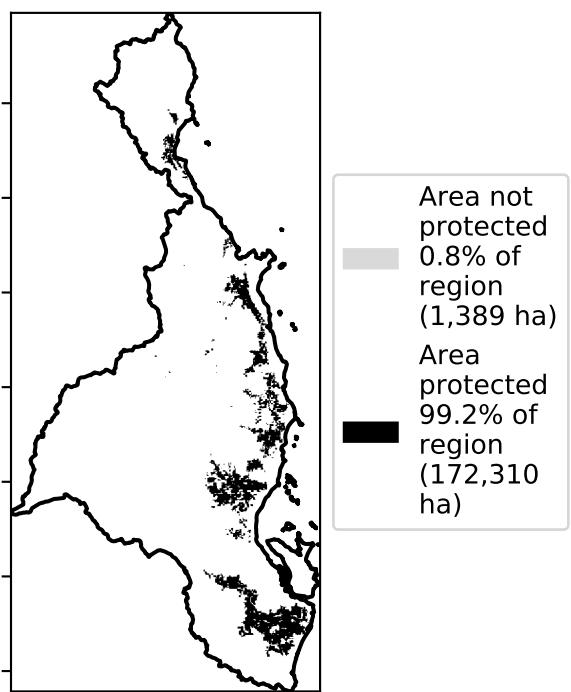 Area not
protected
0.8% of
region
(1,389 ha)
Area
protected
99.2% of
region
(172,310
ha)